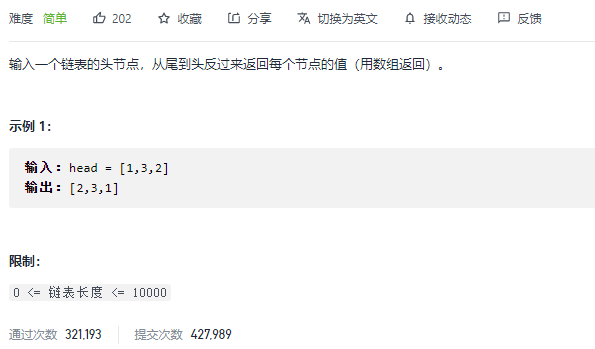 难度 简单 202 收藏 分享 切换为英文 接收动态 反馈
输入一个链表的头节点，从尾到头反过来返回每个节点的值（用数组返回）。
示例 1：
输入：head = [1,3,2]
输出：[2,3,1]
限制：
0 <= 链表长度 <= 10000
通过次数 321,193 提交次数 427,989